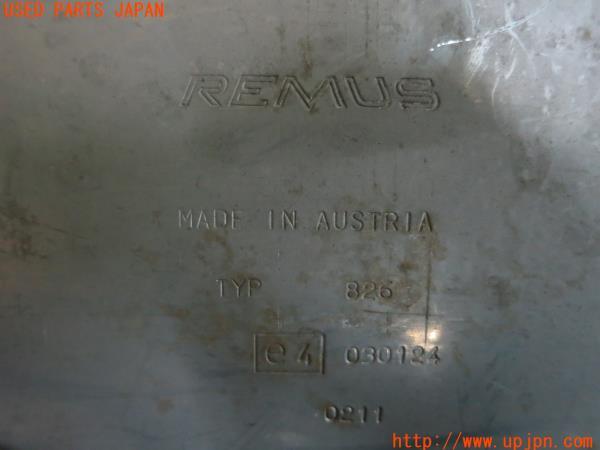 USED PARTS JAPAN
REMUS
MADE IN AUSTRIA
TYP 826
e4 030124
0211
http://www.upjpn.com/